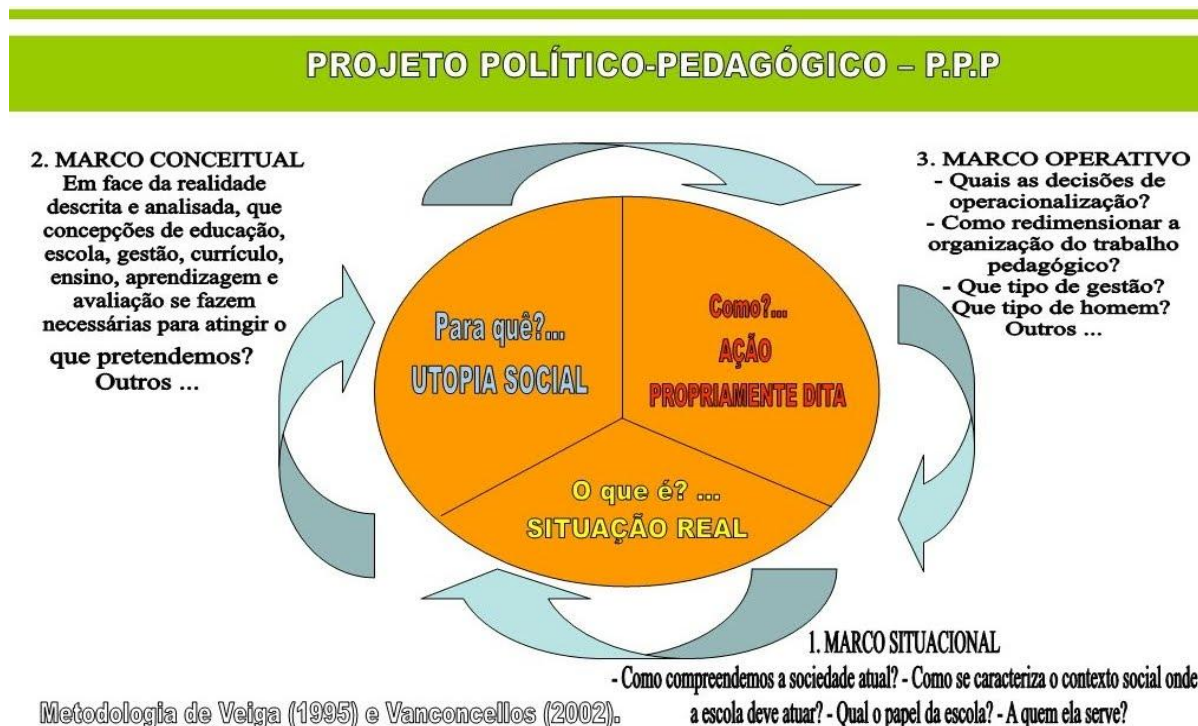 PROJETO POLÍTICO-PEDAGÓGICO – P.P.P
2. MARCO CONCEITUAL
Em face da realidade
descrita e analisada, que
concepções de educação,
escola, gestão, currículo,
ensino, aprendizagem e
avaliação se fazem
necessárias para atingir o
que pretendemos?
Outros ...
3. MARCO OPERATIVO
- Quais as decisões de
operacionalização?
- Como redimensionar a
organização do trabalho
pedagógico?
- Que tipo de gestão?
Que tipo de homem?
Outros ...
Para quê?...
UTOPIA SOCIAL
Como?...
AÇÃO
PROPRIAMENTE DITA
O que é? ...
SITUAÇÃO REAL
1. MARCO SITUACIONAL
- Como compreendemos a sociedade atual? - Como se caracteriza o contexto social onde
a escola deve atuar? - Qual o papel da escola? - A quem ela serve?
Metodologia de Veiga (1995) e Vanconcellos (2002).